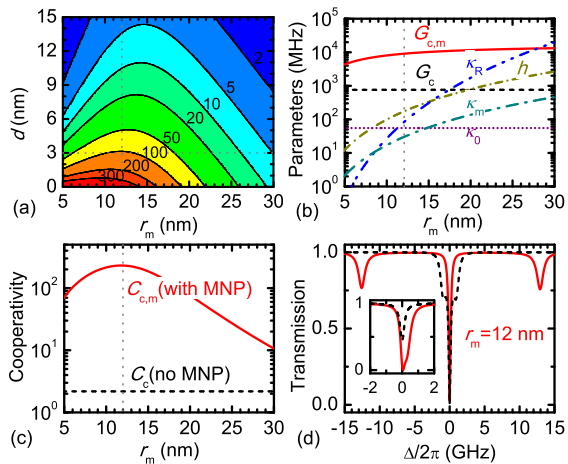 15
12
9
6
3
0
d (nm)
2
5
10
20
50
100
200
300
5 10 15 20 25 30
(a)
r_m (nm)
10^5
10^4
10^3
10^2
10^1
10^0
Parameters (MHz)
G_c,m
G_c
κ_R
h
κ_m
κ_0
5 10 15 20 25 30
(b)
r_m (nm)
10^2
10^1
10^0
Cooperativity
C_c,m (with MNP)
C_c (no MNP)
5 10 15 20 25 30
(c)
r_m (nm)
1.0
0.5
0.0
Transmission
1
0
-2 0 2
r_m=12 nm
-15 -10 -5 0 5 10 15
(d)
Δ/2π (GHz)